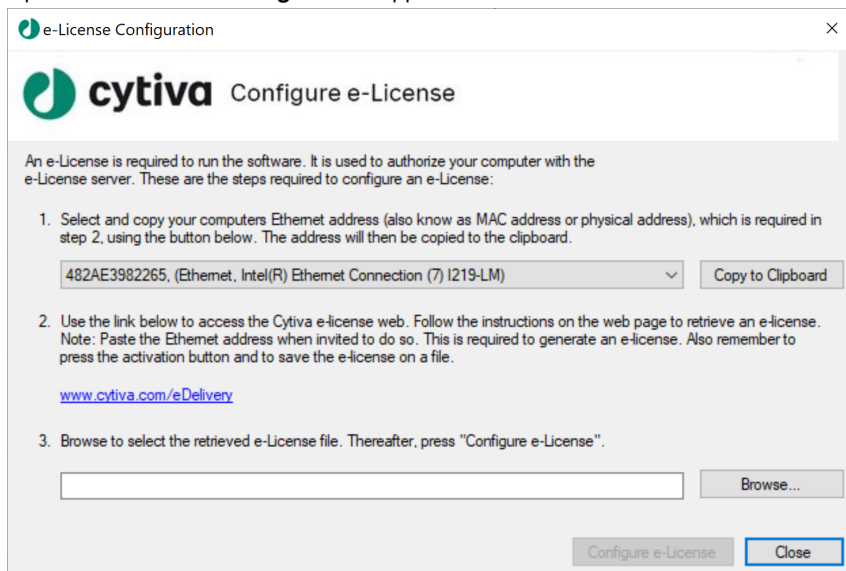 e-License Configuration
cytiva Configure e-License
An e-License is required to run the software. It is used to authorize your computer with the
e-License server. These are the steps required to configure an e-License:
1. Select and copy your computers Ethernet address (also know as MAC address or physical address), which is required in
step 2, using the button below. The address will then be copied to the clipboard.
482AE3982265, (Ethernet, Intel(R) Ethernet Connection (7) I219-LM) Copy to Clipboard
2. Use the link below to access the Cytiva e-license web. Follow the instructions on the web page to retrieve an e-license.
Note: Paste the Ethernet address when invited to do so. This is required to generate an e-license. Also remember to
press the activation button and to save the e-license on a file.
www.cytiva.com/eDelivery
3. Browse to select the retrieved e-License file. Thereafter, press "Configure e-License".
Browse...
Configure e-License Close